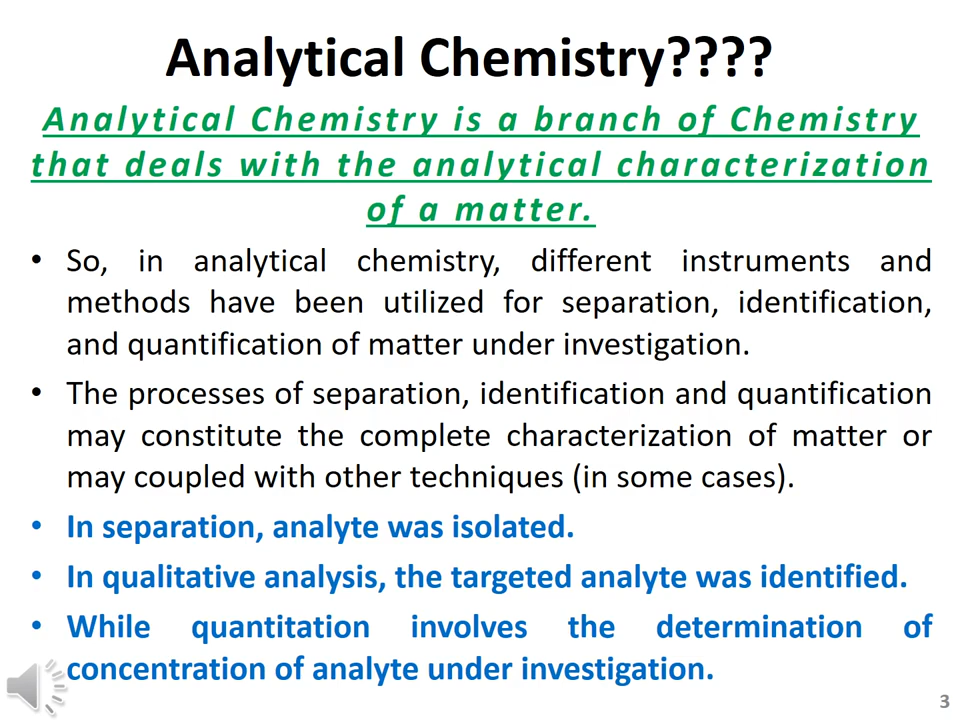 Analytical Chemistry????
Analytical Chemistry is a branch of Chemistry
that deals with the analytical characterization
of a matter.
• So, in analytical chemistry, different instruments and
methods have been utilized for separation, identification,
and quantification of matter under investigation.
• The processes of separation, identification and quantification
may constitute the complete characterization of matter or
may coupled with other techniques (in some cases).
• In separation, analyte was isolated.
• In qualitative analysis, the targeted analyte was identified.
• While quantitation involves the determination of
concentration of analyte under investigation.
3